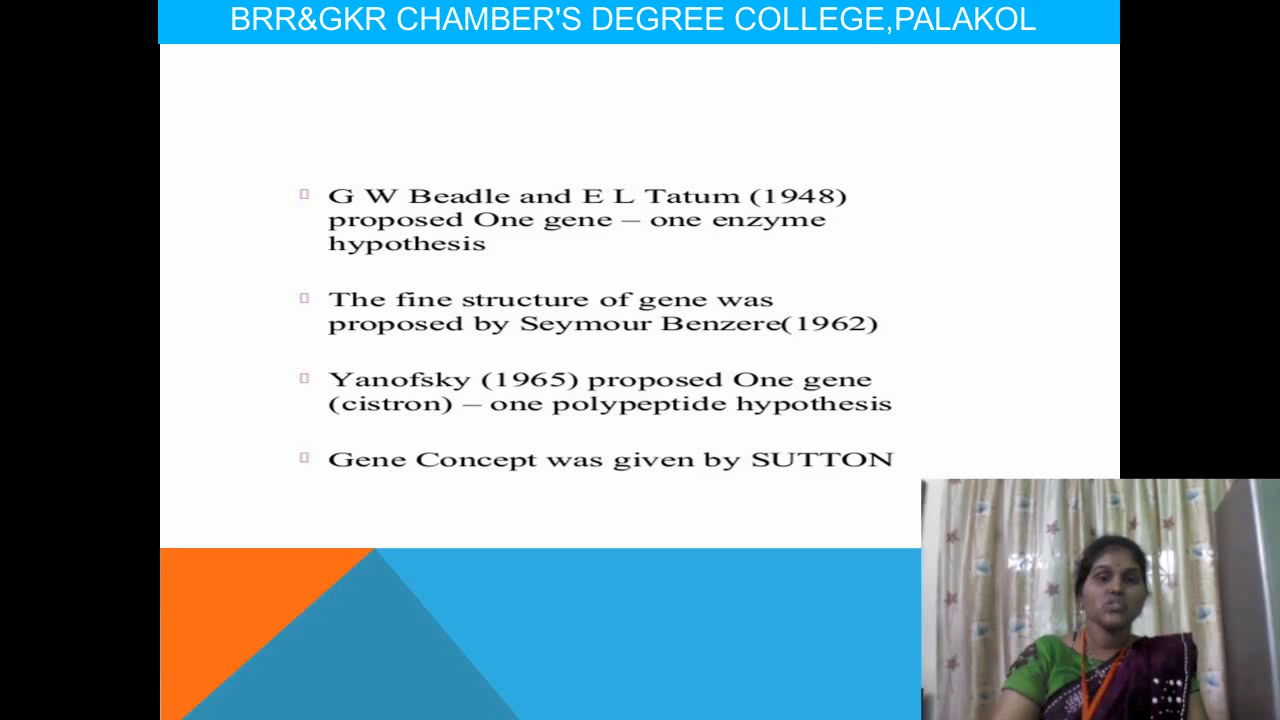 BRR&GKR CHAMBER'S DEGREE COLLEGE,PALAKOL
G W Beadle and E L Tatum (1948)
proposed One gene – one enzyme
hypothesis
The fine structure of gene was
proposed by Seymour Benzere(1962)
Yanofsky (1965) proposed One gene
(cistron) – one polypeptide hypothesis
Gene Concept was given by SUTTON